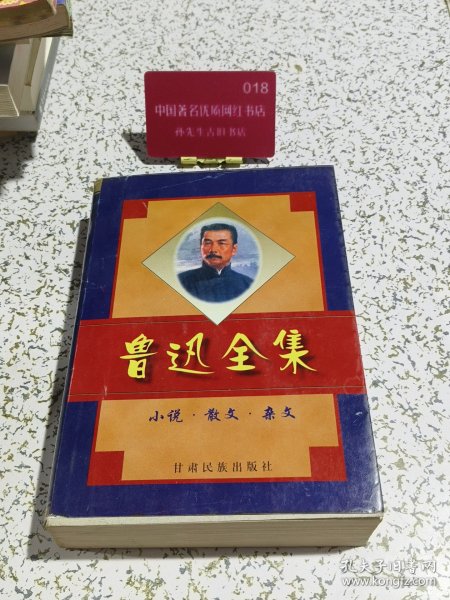 018
中国著名优质网红书店
孙先生古旧书店
鲁迅全集
小说·散文·杂文
甘肃民族出版社
孔夫子旧书网
www.kongfz.com